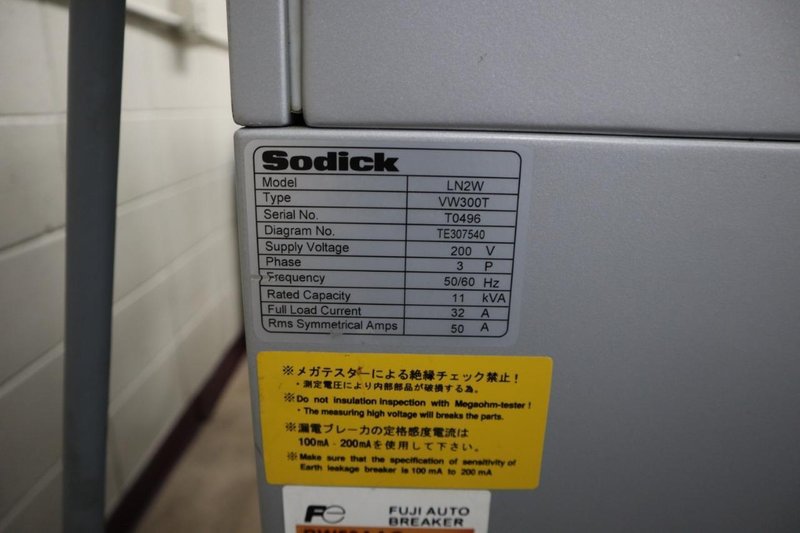 Sodick
Model LN2W
Type VW300T
Serial No. T0496
Diagram No. TE307540
Supply Voltage 200 V
Phase 3 P
Frequency 50/60 Hz
Rated Capacity 11 kVA
Full Load Current 32 A
Rms Symmetrical Amps 50 A
※メガテスターによる絶縁チェック禁止！
・測定電圧により内部部品が破損する為。
※Do not insulation inspection with Megaohm-tester !
・The measuring high voltage will breaks the parts.
※漏電ブレーカの定格感度電流は
100mA - 200mAを使用して下さい。
※Make sure that the specification of sensitivity of
Earth leakage breaker is 100 mA to 200 mA
Fe FUJI AUTO
BREAKER